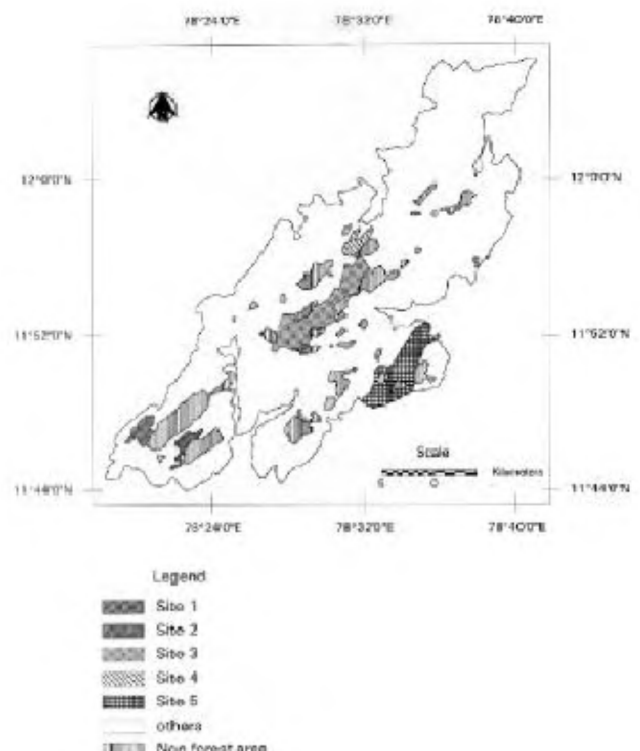 78°24'0"E 78°32'0"E 78°40'0"E
12°0'0"N 12°0'0"N
11°52'0"N 11°52'0"N
Scale
Kilometers
11°44'0"N 11°44'0"N
78°24'0"E 78°32'0"E 78°40'0"E
Legend
Site 1
Site 2
Site 3
Site 4
Site 5
others
Non forest area